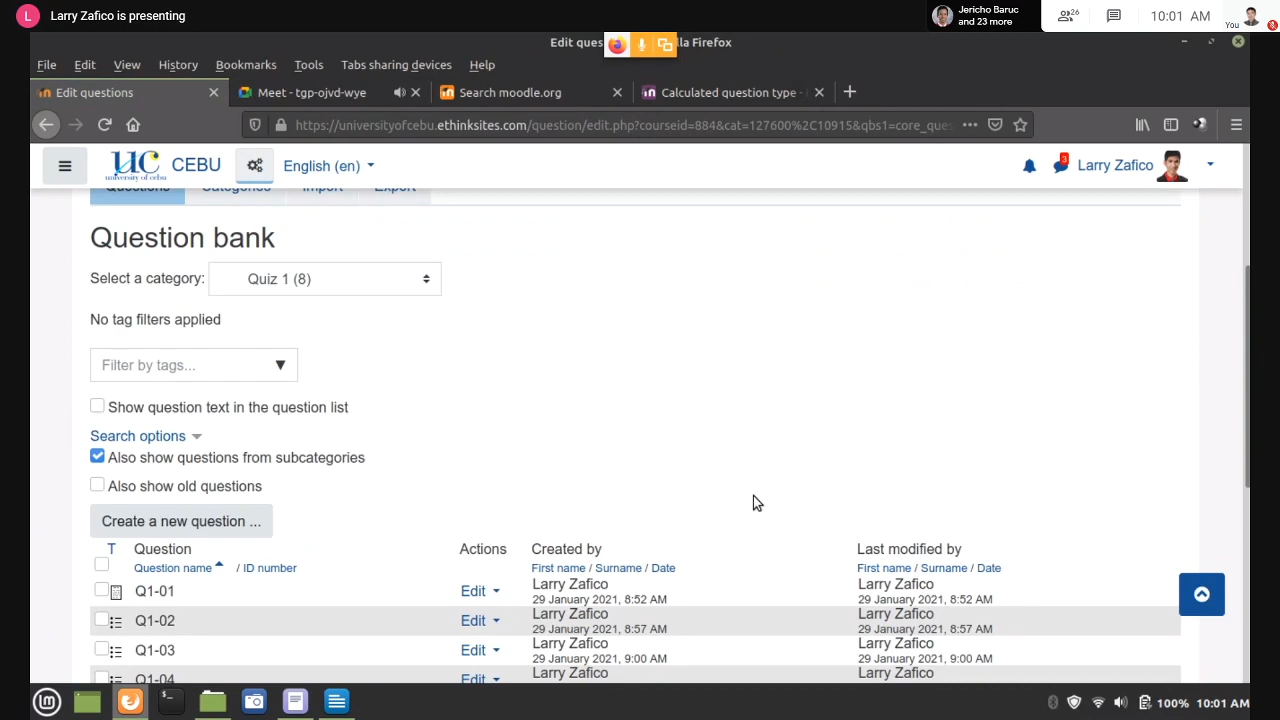 L Larry Zafico is presenting
Jericho Baruc
and 23 more
26
10:01 AM
You
Edit ques
la Firefox
File Edit View History Bookmarks Tools Tabs sharing devices Help
Edit questions
Meet - tgp-ojvd-wye
Search moodle.org
Calculated question type -
https://universityofcebu.ethinksites.com/question/edit.php?courseid=884&cat=127600%2C10915&qbs1=core_ques
UC
university of cebu
CEBU
English (en)
3
Larry Zafico
Questions Categories Import Export
Question bank
Select a category: Quiz 1 (8)
No tag filters applied
Filter by tags...
Show question text in the question list
Search options
Also show questions from subcategories
Also show old questions
Create a new question ...
T Question Actions Created by Last modified by
Question name / ID number First name / Surname / Date First name / Surname / Date
Q1-01 Edit Larry Zafico Larry Zafico
29 January 2021, 8:52 AM 29 January 2021, 8:52 AM
Q1-02 Edit Larry Zafico Larry Zafico
29 January 2021, 8:57 AM 29 January 2021, 8:57 AM
Q1-03 Edit Larry Zafico Larry Zafico
29 January 2021, 9:00 AM 29 January 2021, 9:00 AM
Q1-04 Edit Larry Zafico Larry Zafico
100% 10:01 AM